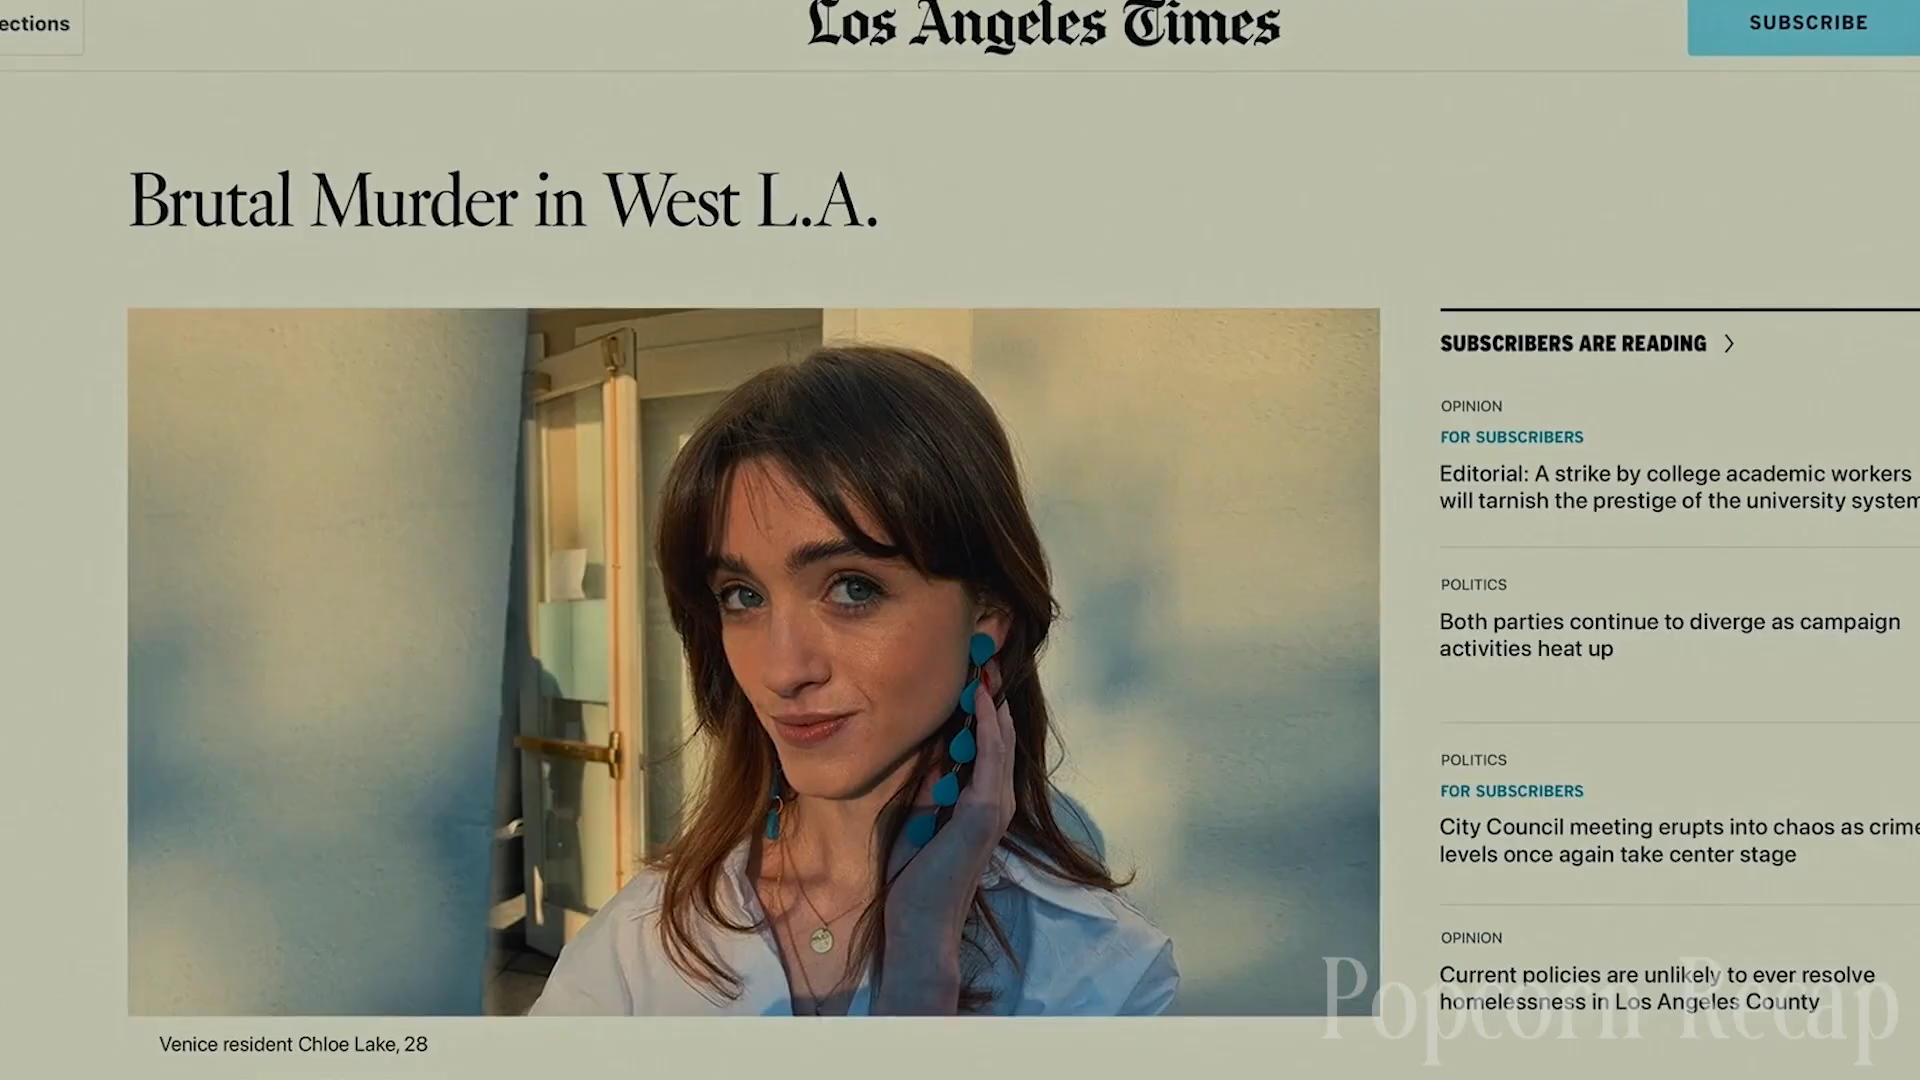 ections
Los Angeles Times
SUBSCRIBE
Brutal Murder in West L.A.
SUBSCRIBERS ARE READING
OPINION
FOR SUBSCRIBERS
Editorial: A strike by college academic workers
will tarnish the prestige of the university system
POLITICS
Both parties continue to diverge as campaign
activities heat up
POLITICS
FOR SUBSCRIBERS
City Council meeting erupts into chaos as crime
levels once again take center stage
OPINION
Current policies are unlikely to ever resolve
homelessness in Los Angeles County
Venice resident Chloe Lake, 28
Popcorn Recap